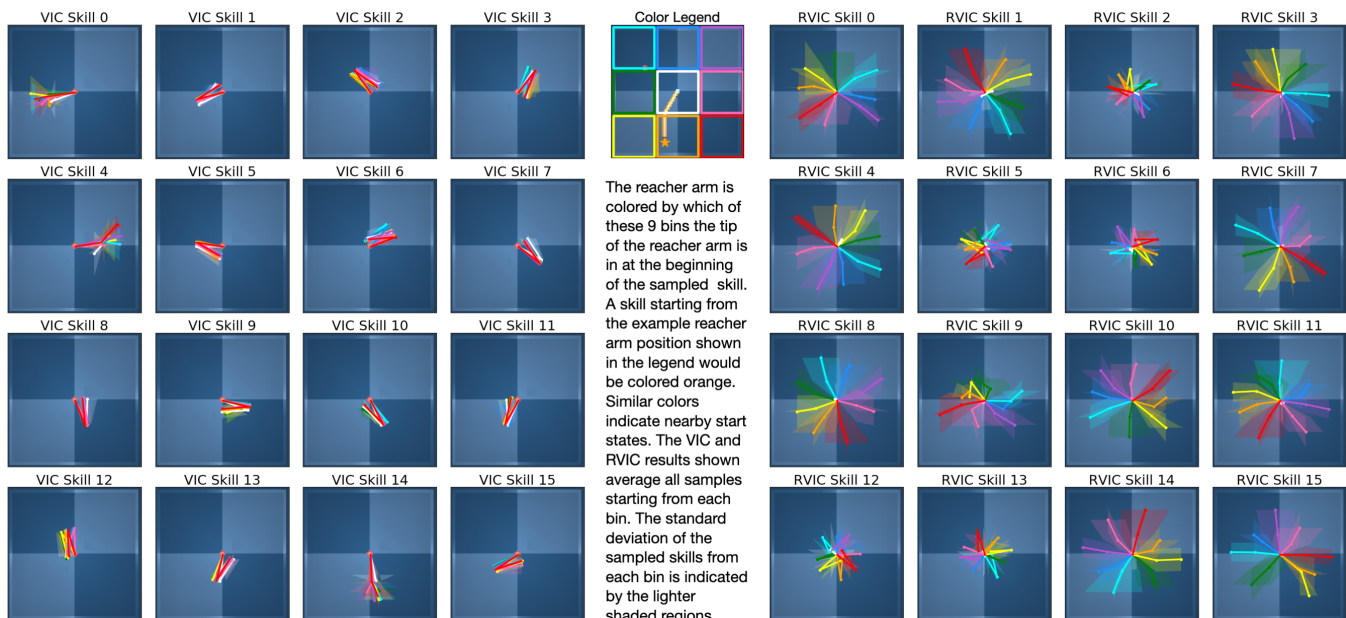 VIC Skill 0
VIC Skill 1
VIC Skill 2
VIC Skill 3
VIC Skill 4
VIC Skill 5
VIC Skill 6
VIC Skill 7
VIC Skill 8
VIC Skill 9
VIC Skill 10
VIC Skill 11
VIC Skill 12
VIC Skill 13
VIC Skill 14
VIC Skill 15
Color Legend
The reacher arm is
colored by which of
these 9 bins the tip
of the reacher arm is
in at the beginning
of the sampled skill.
A skill starting from
the example reacher
arm position shown
in the legend would
be colored orange.
Similar colors
indicate nearby start
states. The VIC and
RVIC results shown
average all samples
starting from each
bin. The standard
deviation of the
sampled skills from
each bin is indicated
by the lighter
shaded regions
RVIC Skill 0
RVIC Skill 1
RVIC Skill 2
RVIC Skill 3
RVIC Skill 4
RVIC Skill 5
RVIC Skill 6
RVIC Skill 7
RVIC Skill 8
RVIC Skill 9
RVIC Skill 10
RVIC Skill 11
RVIC Skill 12
RVIC Skill 13
RVIC Skill 14
RVIC Skill 15